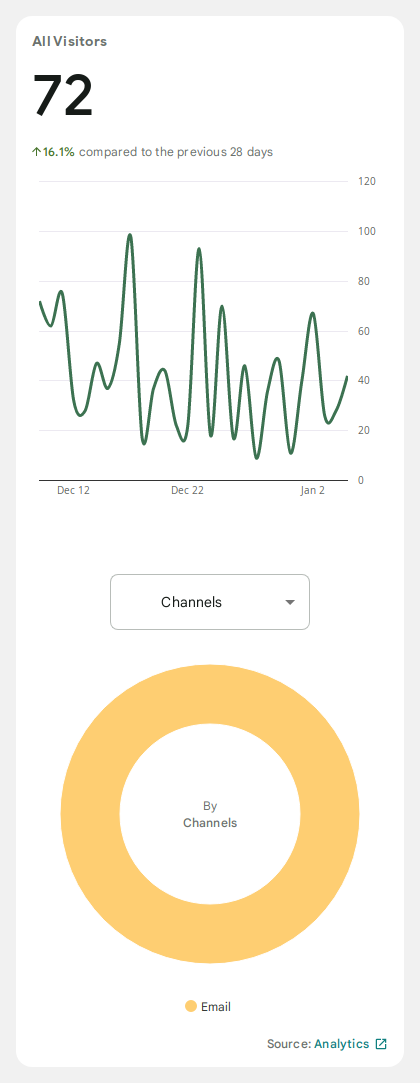 All Visitors
72
↑16.1% compared to the previous 28 days
120
100
80
60
40
20
0
Dec 12 Dec 22 Jan 2
Channels
By
Channels
Email
Source: Analytics